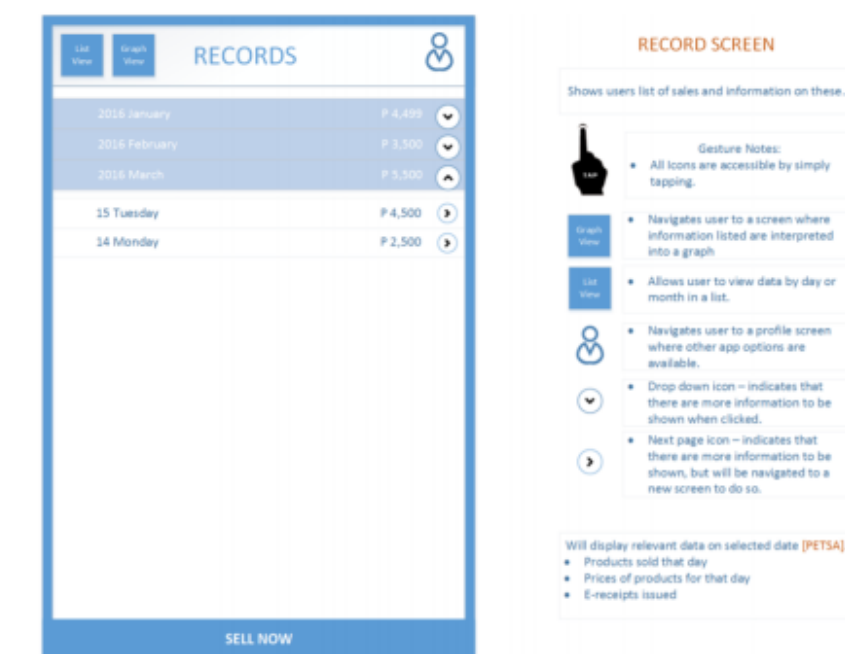 List
View
Graph
View
RECORDS
2016 January P 4,499
2016 February P 3,500
2016 March P 5,500
15 Tuesday P 4,500
14 Monday P 2,500
SELL NOW
RECORD SCREEN
Shows users list of sales and information on these.
TAP
Gesture Notes:
• All Icons are accessible by simply
tapping.
Graph
View
• Navigates user to a screen where
information listed are interpreted
into a graph
List
View
• Allows user to view data by day or
month in a list.
• Navigates user to a profile screen
where other app options are
available.
• Drop down icon – indicates that
there are more information to be
shown when clicked.
• Next page icon – indicates that
there are more information to be
shown, but will be navigated to a
new screen to do so.
Will display relevant data on selected date [PETSA]
• Products sold that day
• Prices of products for that day
• E-receipts issued